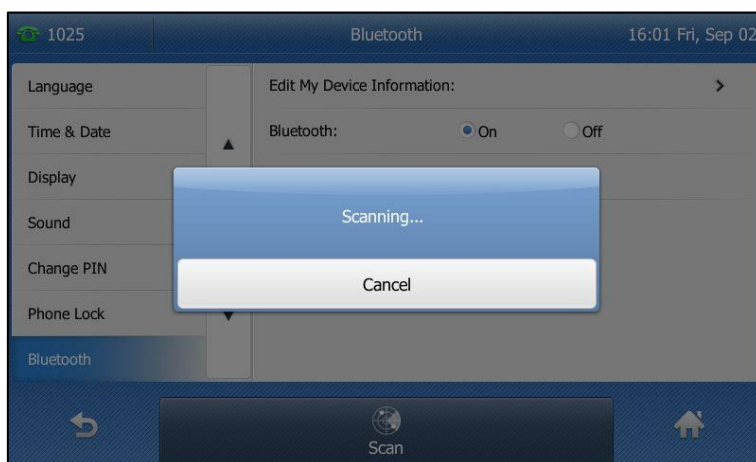 1025 Bluetooth 16:01 Fri, Sep 02
Language
Time & Date
Display
Sound
Change PIN
Phone Lock
Bluetooth
Edit My Device Information:
Bluetooth: On Off
Scanning...
Cancel
Scan